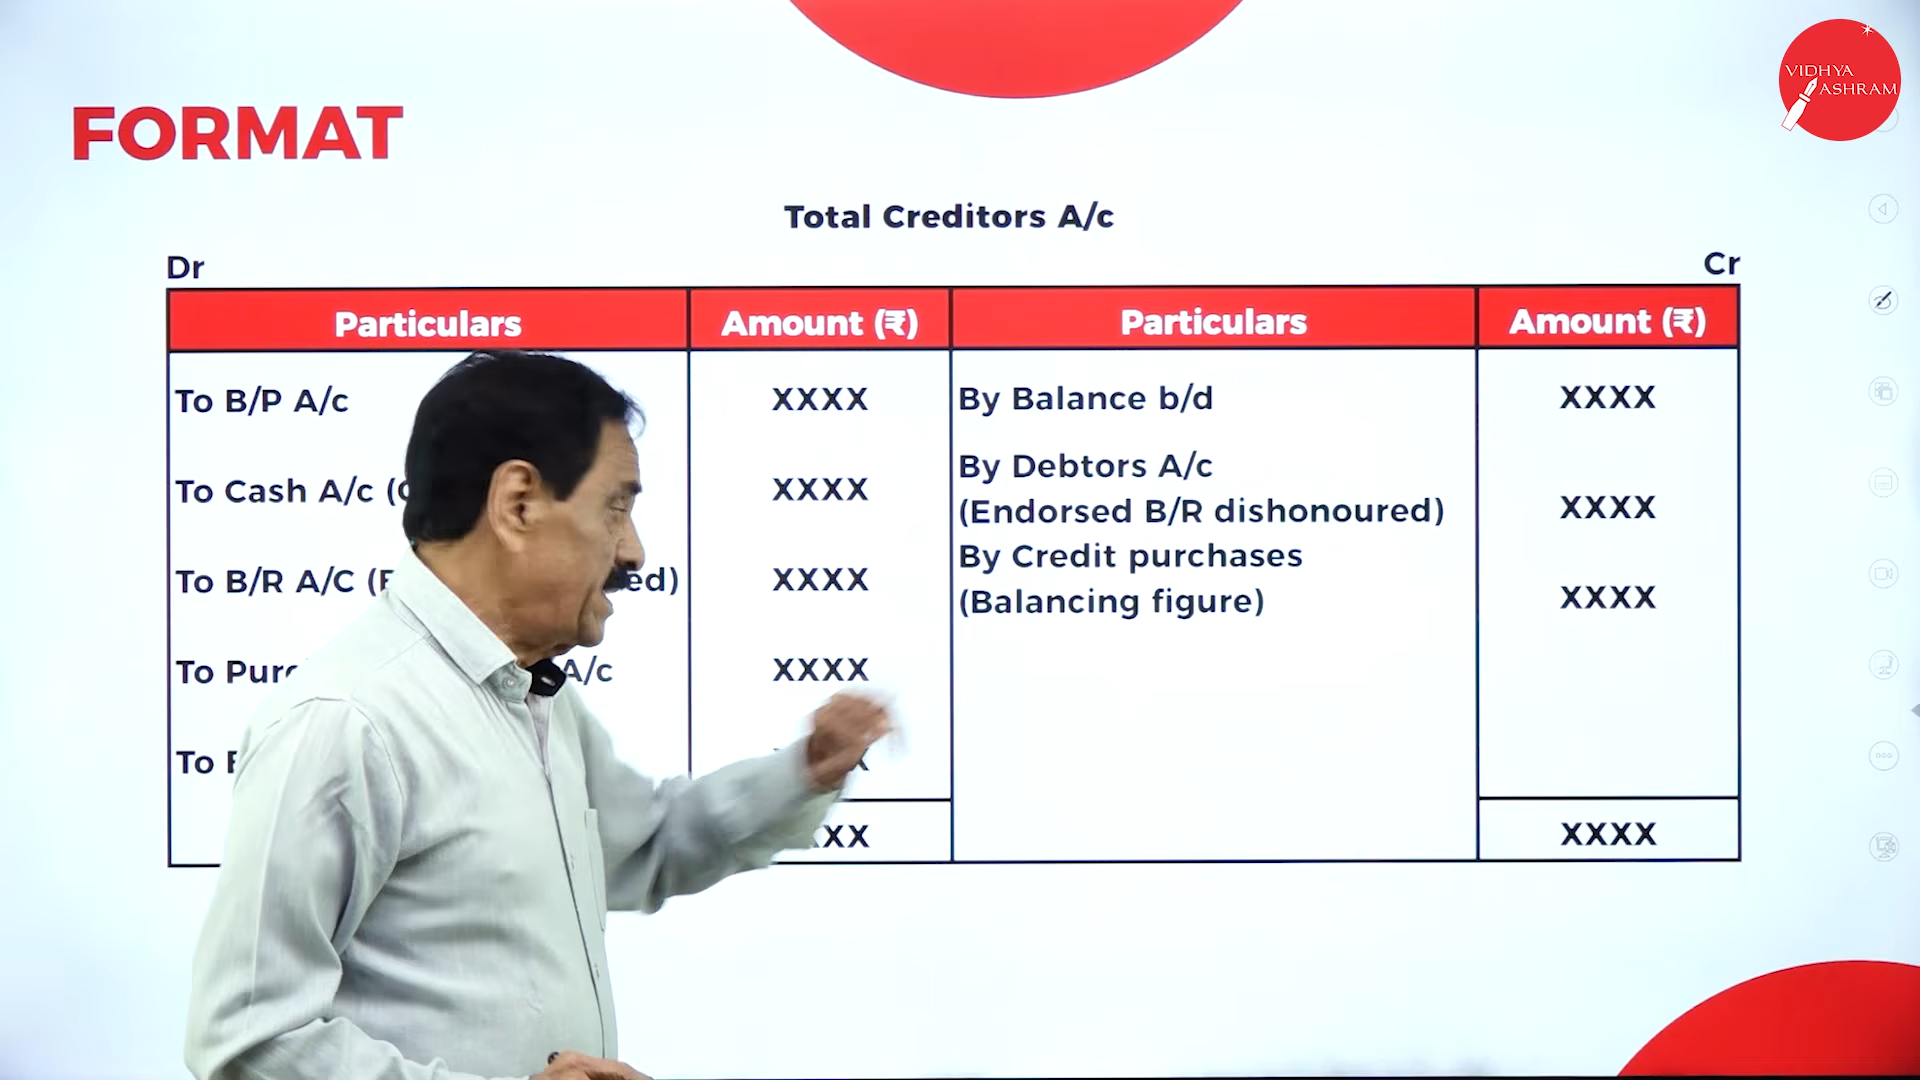 VIDHYA
ASHRAM
FORMAT
Total Creditors A/c
Dr
Cr
Particulars
Amount (₹)
Particulars
Amount (₹)
To B/P A/c
XXXX
By Balance b/d
XXXX
To Cash A/c (
XXXX
By Debtors A/c
(Endorsed B/R dishonoured)
XXXX
To B/R A/C (
ed)
XXXX
By Credit purchases
(Balancing figure)
XXXX
To
A/c
XXXX
To
XX
XXXX